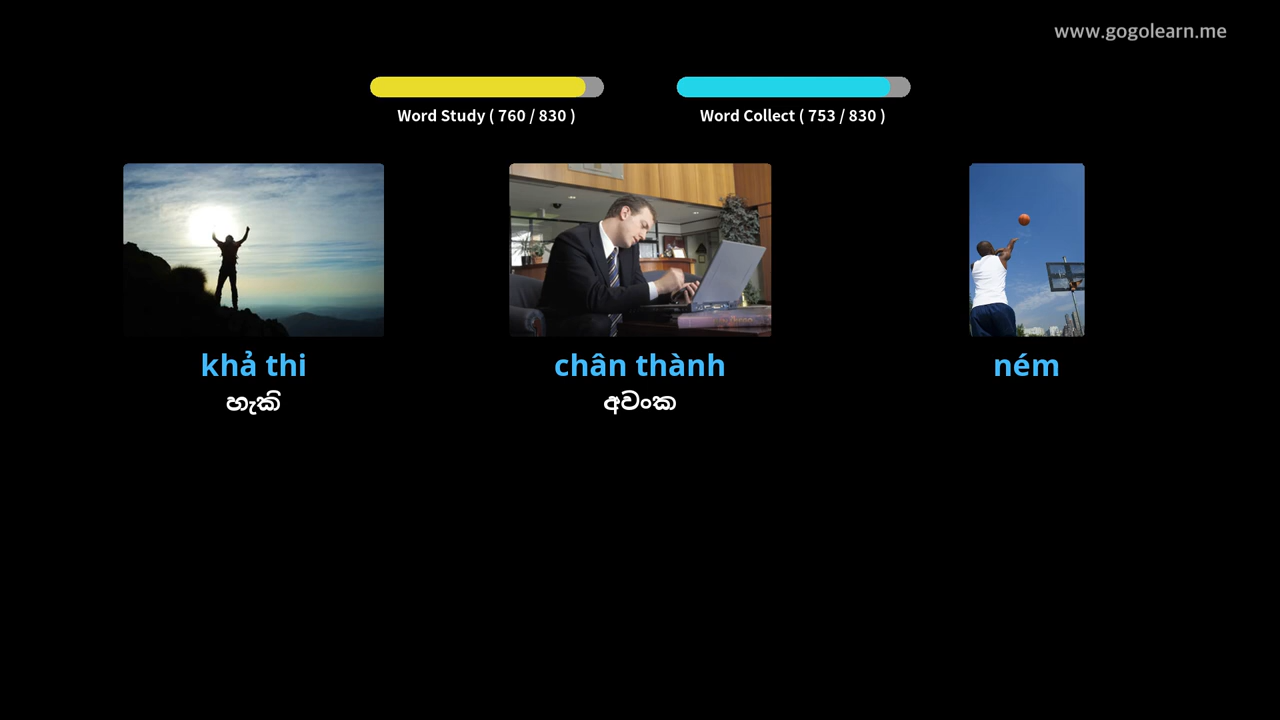 www.gogolearn.me
Word Study ( 760 / 830 )
Word Collect ( 753 / 830 )
khả thi
chân thành
ném
හැකි
අවංක